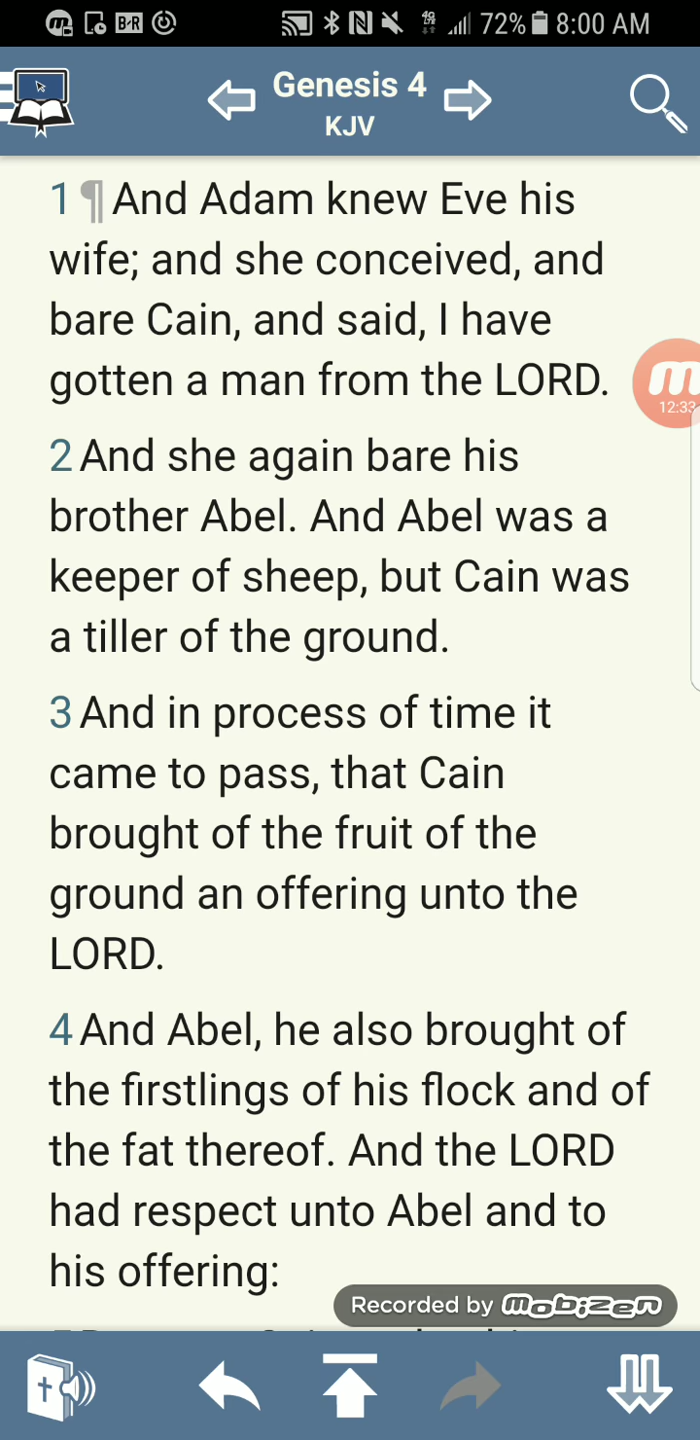 B·R 4G 72% 8:00 AM
Genesis 4
KJV
1 ¶ And Adam knew Eve his
wife; and she conceived, and
bare Cain, and said, I have
gotten a man from the LORD.
12:33
2 And she again bare his
brother Abel. And Abel was a
keeper of sheep, but Cain was
a tiller of the ground.
3 And in process of time it
came to pass, that Cain
brought of the fruit of the
ground an offering unto the
LORD.
4 And Abel, he also brought of
the firstlings of his flock and of
the fat thereof. And the LORD
had respect unto Abel and to
his offering:
Recorded by mobizen